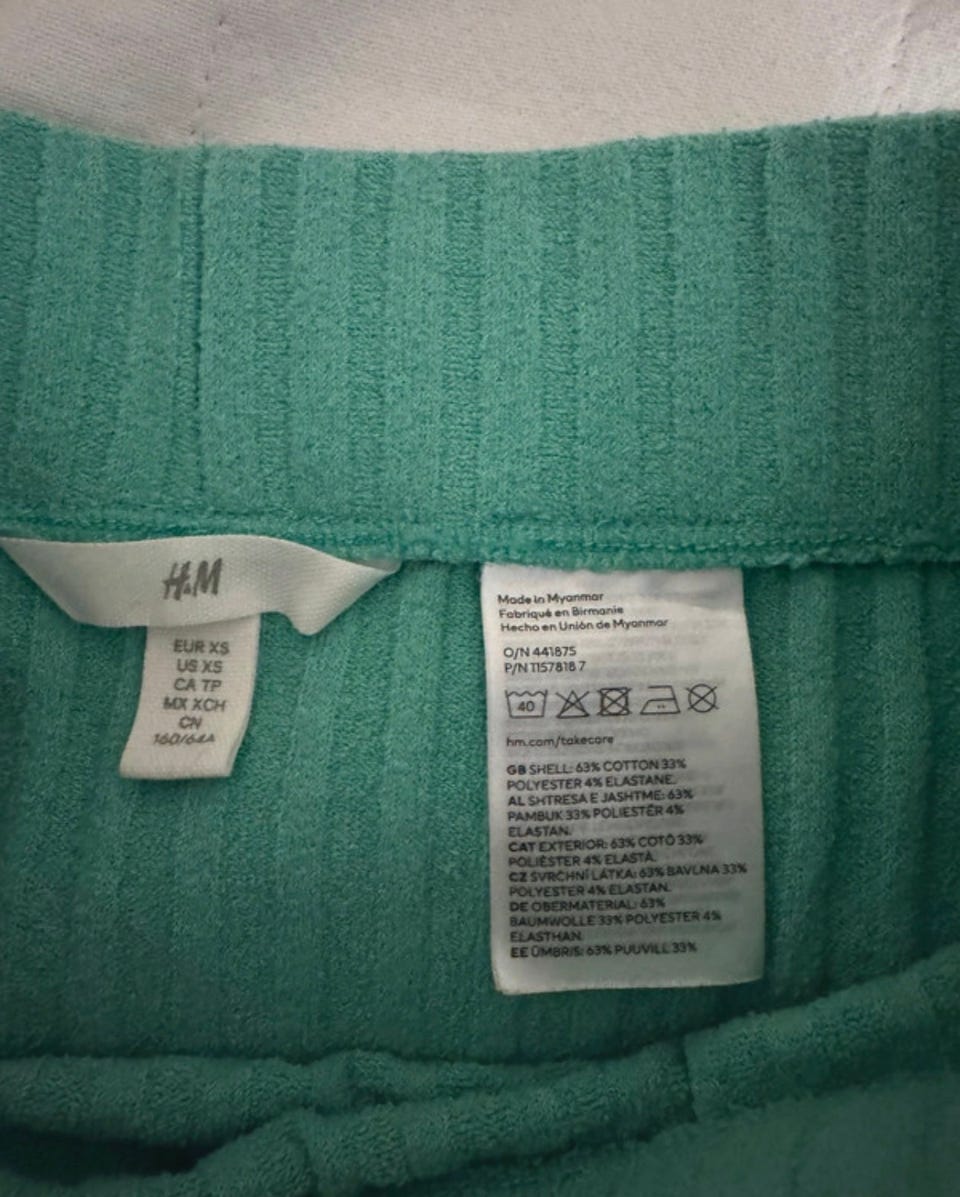 H&M
EUR XS
US XS
CA TP
MX XCH
CN
160/64A
Made in Myanmar
Fabriqué en Birmanie
Hecho en Unión de Myanmar
O/N 441875
P/N 1157818 7
40
hm.com/takecare
GB SHELL: 63% COTTON 33%
POLYESTER 4% ELASTANE.
AL SHTRESA E JASHTME: 63%
PAMBUK 33% POLIESTËR 4%
ELASTAN.
CAT EXTERIOR: 63% COTÓ 33%
POLIÈSTER 4% ELASTÀ.
CZ SVRCHNÍ LÁTKA: 63% BAVLNA 33%
POLYESTER 4% ELASTAN.
DE OBERMATERIAL: 63%
BAUMWOLLE 33% POLYESTER 4%
ELASTHAN.
EE ÜMBRIS: 63% PUUVILL 33%